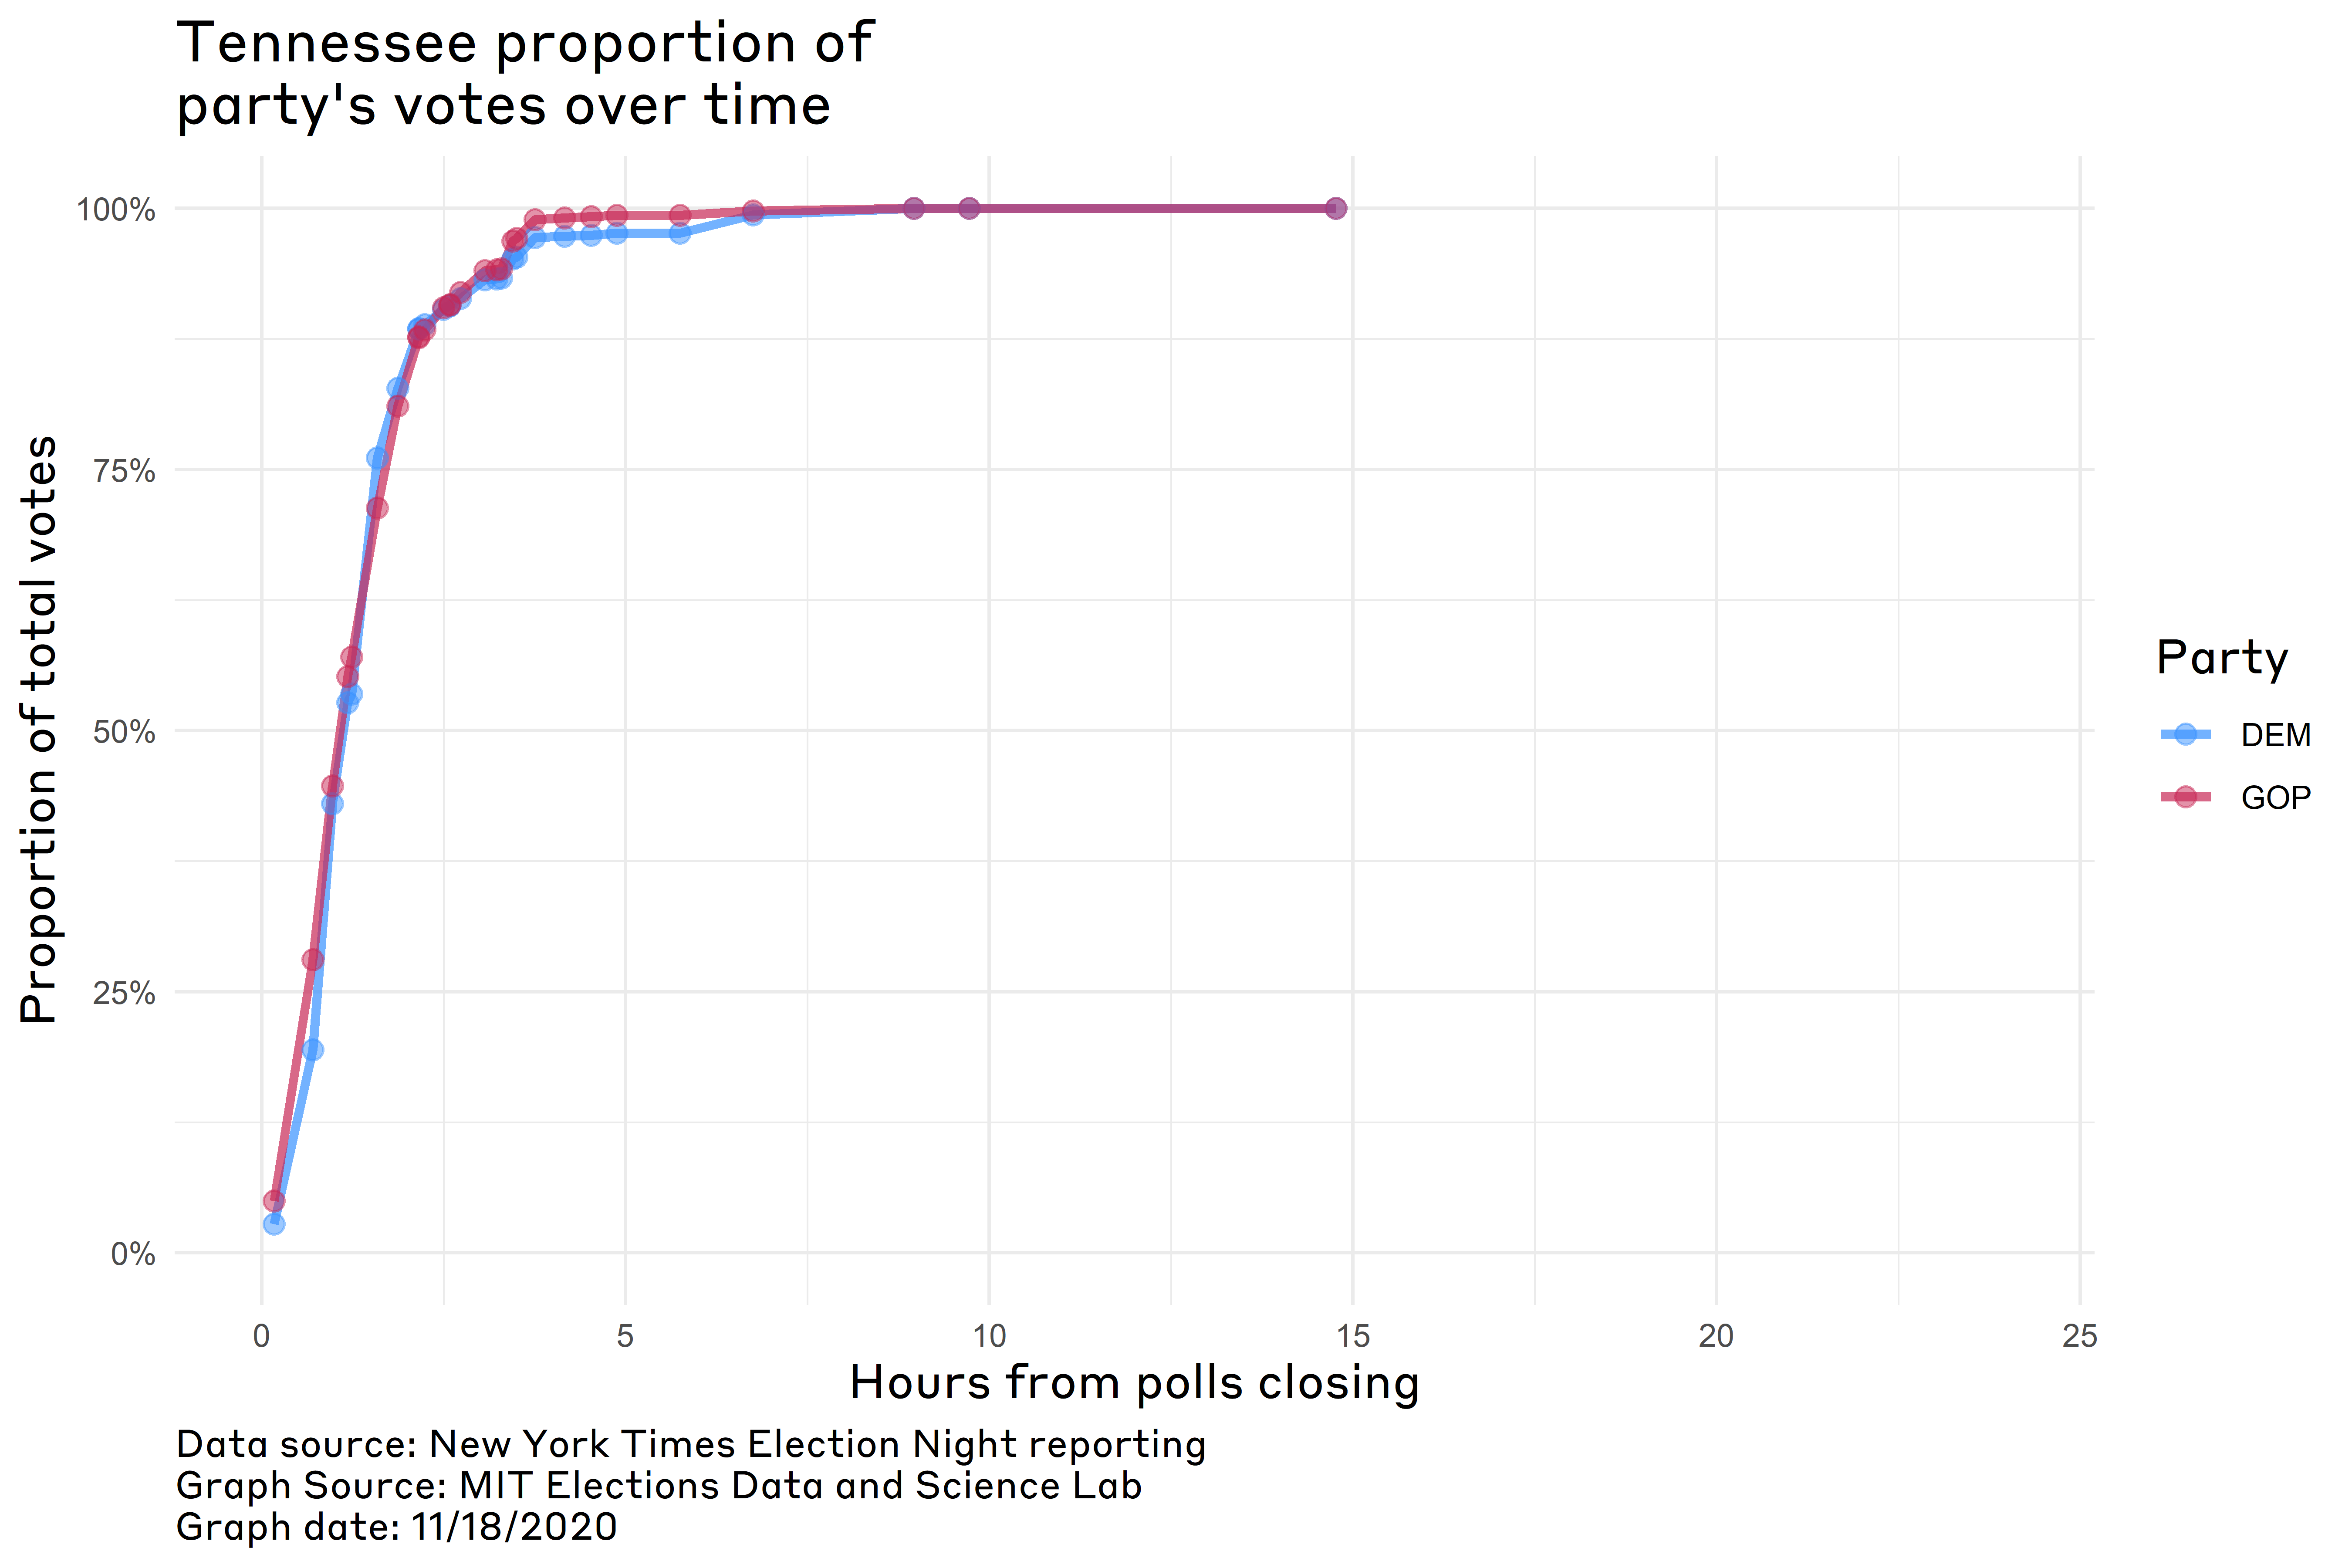 Tennessee proportion of
party's votes over time
Proportion of total votes
100%
75%
50%
25%
0%
0 5 10 15 20 25
Hours from polls closing
Party
DEM
GOP
Data source: New York Times Election Night reporting
Graph Source: MIT Elections Data and Science Lab
Graph date: 11/18/2020